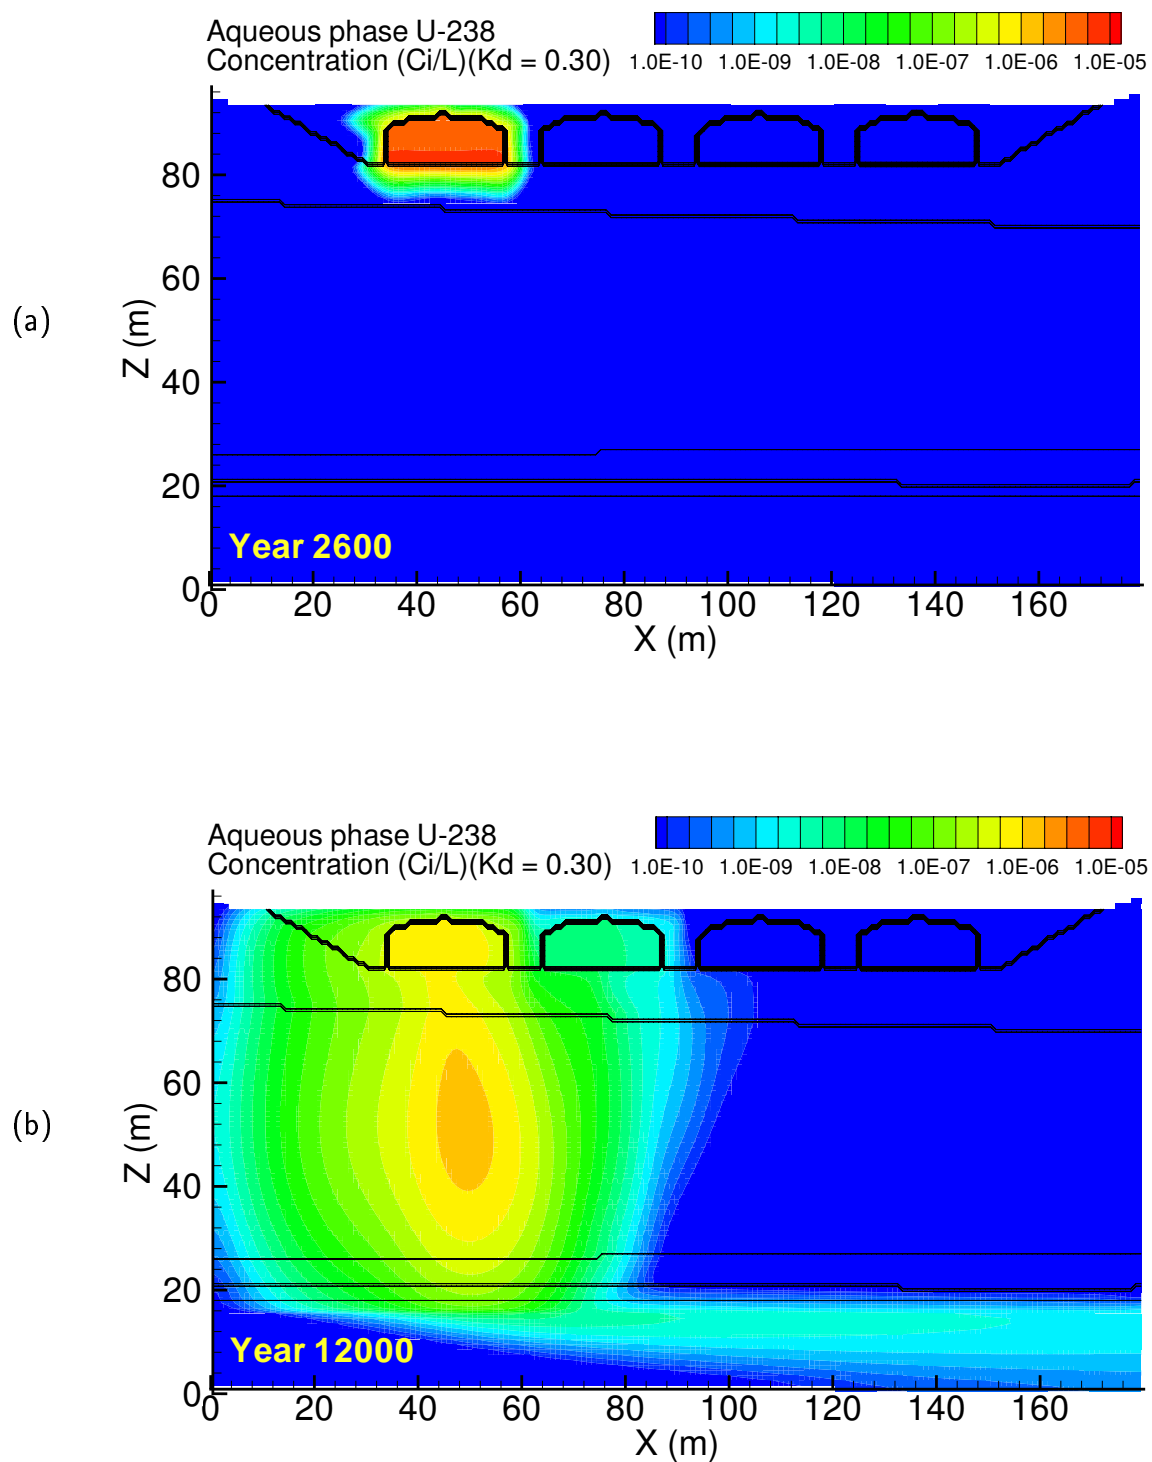 Aqueous phase U-238
Concentration (Ci/L)(Kd = 0.30)
1.0E-10 1.0E-09 1.0E-08 1.0E-07 1.0E-06 1.0E-05
80
60
40
20
0
Z (m)
(a)
Year 2600
0 20 40 60 80 100 120 140 160
X (m)
Aqueous phase U-238
Concentration (Ci/L)(Kd = 0.30)
1.0E-10 1.0E-09 1.0E-08 1.0E-07 1.0E-06 1.0E-05
80
60
40
20
0
Z (m)
(b)
Year 12000
0 20 40 60 80 100 120 140 160
X (m)